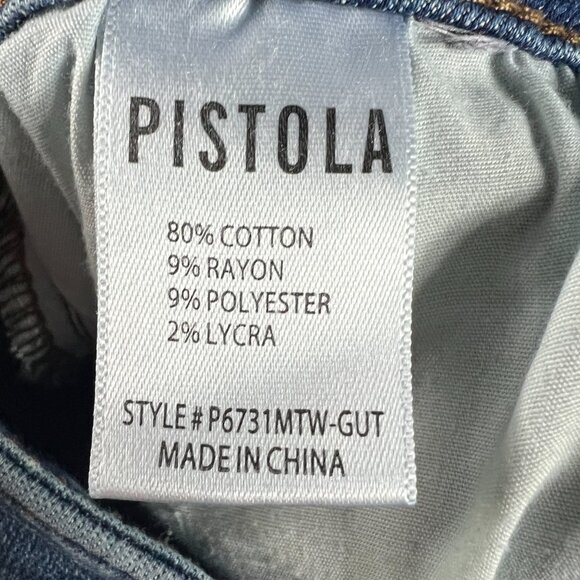 PISTOLA
80% COTTON
9% RAYON
9% POLYESTER
2% LYCRA
STYLE# P6731MTW-GUT
MADE IN CHINA